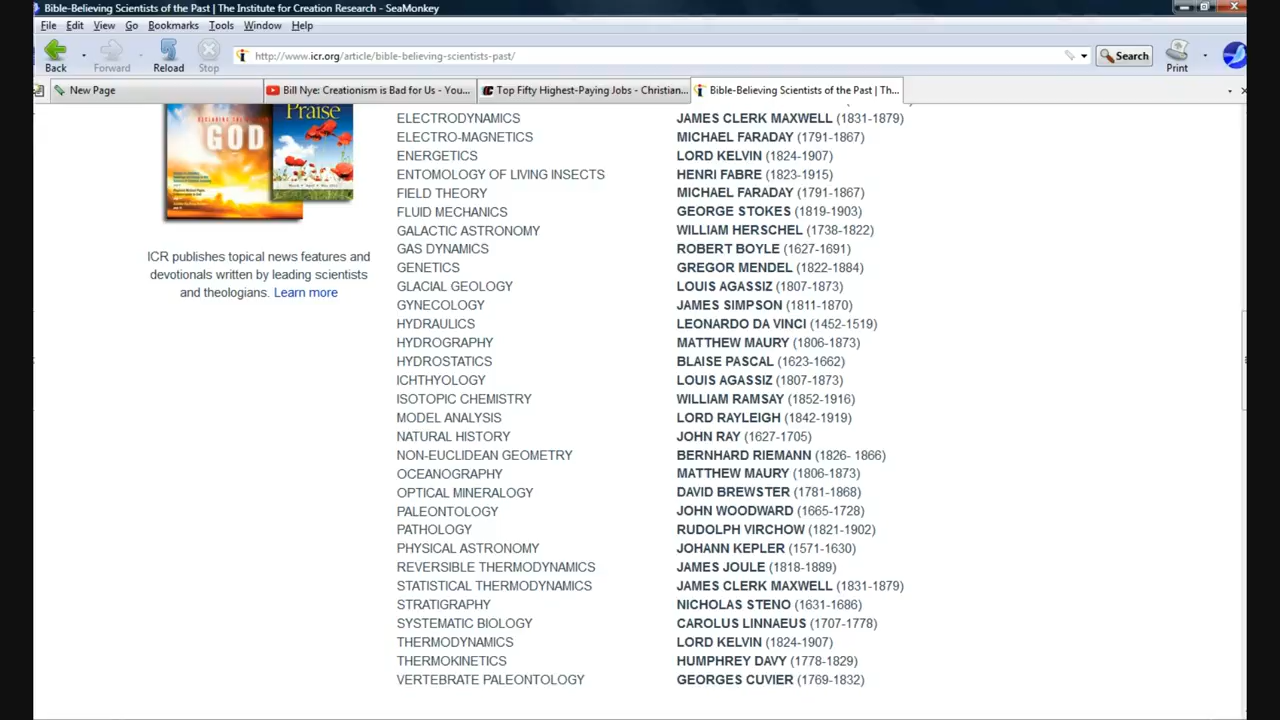 Bible-Believing Scientists of the Past | The Institute for Creation Research - SeaMonkey
File Edit View Go Bookmarks Tools Window Help
Back Forward Reload Stop
http://www.icr.org/article/bible-believing-scientists-past/
Search
Print
New Page
Bill Nye: Creationism is Bad for Us - You...
Top Fifty Highest-Paying Jobs - Christian...
Bible-Believing Scientists of the Past | Th...
GOD
Praise
ICR publishes topical news features and
devotionals written by leading scientists
and theologians. Learn more
ELECTRODYNAMICS JAMES CLERK MAXWELL (1831-1879)
ELECTRO-MAGNETICS MICHAEL FARADAY (1791-1867)
ENERGETICS LORD KELVIN (1824-1907)
ENTOMOLOGY OF LIVING INSECTS HENRI FABRE (1823-1915)
FIELD THEORY MICHAEL FARADAY (1791-1867)
FLUID MECHANICS GEORGE STOKES (1819-1903)
GALACTIC ASTRONOMY WILLIAM HERSCHEL (1738-1822)
GAS DYNAMICS ROBERT BOYLE (1627-1691)
GENETICS GREGOR MENDEL (1822-1884)
GLACIAL GEOLOGY LOUIS AGASSIZ (1807-1873)
GYNECOLOGY JAMES SIMPSON (1811-1870)
HYDRAULICS LEONARDO DA VINCI (1452-1519)
HYDROGRAPHY MATTHEW MAURY (1806-1873)
HYDROSTATICS BLAISE PASCAL (1623-1662)
ICHTHYOLOGY LOUIS AGASSIZ (1807-1873)
ISOTOPIC CHEMISTRY WILLIAM RAMSAY (1852-1916)
MODEL ANALYSIS LORD RAYLEIGH (1842-1919)
NATURAL HISTORY JOHN RAY (1627-1705)
NON-EUCLIDEAN GEOMETRY BERNHARD RIEMANN (1826- 1866)
OCEANOGRAPHY MATTHEW MAURY (1806-1873)
OPTICAL MINERALOGY DAVID BREWSTER (1781-1868)
PALEONTOLOGY JOHN WOODWARD (1665-1728)
PATHOLOGY RUDOLPH VIRCHOW (1821-1902)
PHYSICAL ASTRONOMY JOHANN KEPLER (1571-1630)
REVERSIBLE THERMODYNAMICS JAMES JOULE (1818-1889)
STATISTICAL THERMODYNAMICS JAMES CLERK MAXWELL (1831-1879)
STRATIGRAPHY NICHOLAS STENO (1631-1686)
SYSTEMATIC BIOLOGY CAROLUS LINNAEUS (1707-1778)
THERMODYNAMICS LORD KELVIN (1824-1907)
THERMOKINETICS HUMPHREY DAVY (1778-1829)
VERTEBRATE PALEONTOLOGY GEORGES CUVIER (1769-1832)